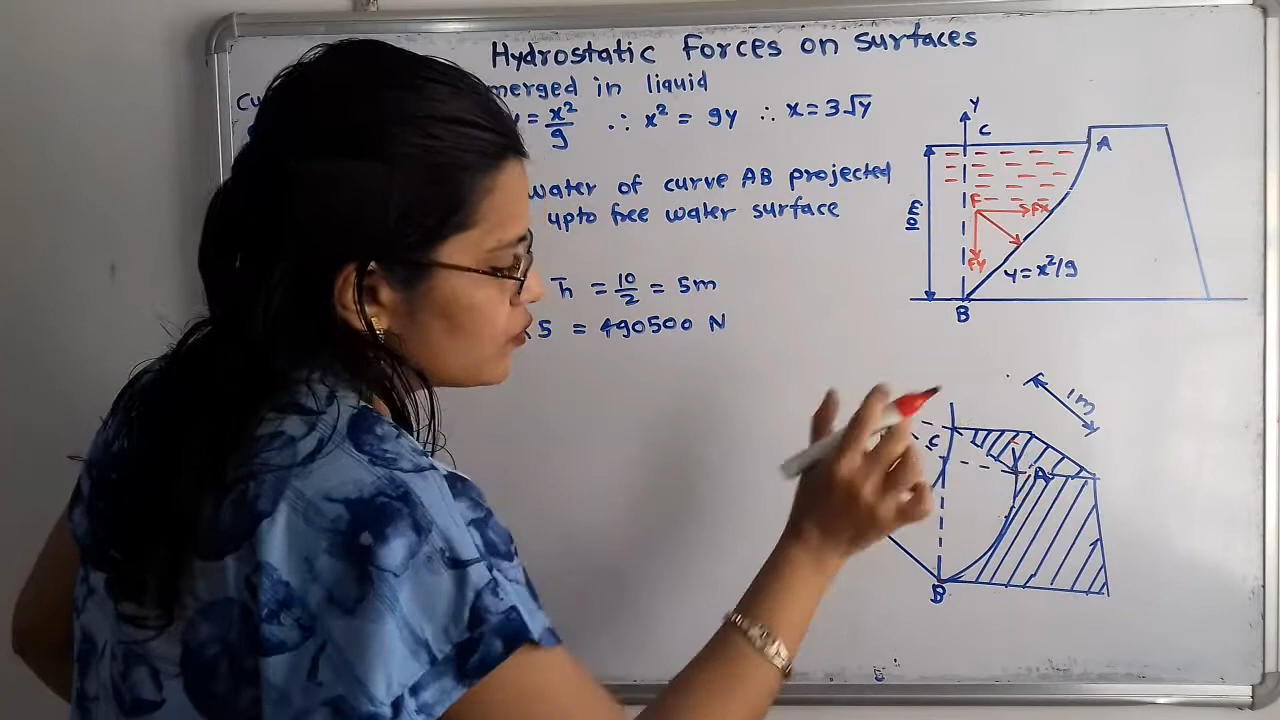 Hydrostatic Forces on Surfaces
merged in liquid
= x²/9 ∴ x² = 9y ∴ x = 3√y
water of curve AB projected
upto free water surface
h̄ = 10/2 = 5m
5 = 490500 N
Y
C
A
10m
F
Fx
Fy
y = x²/9
B
1m
C
A
B